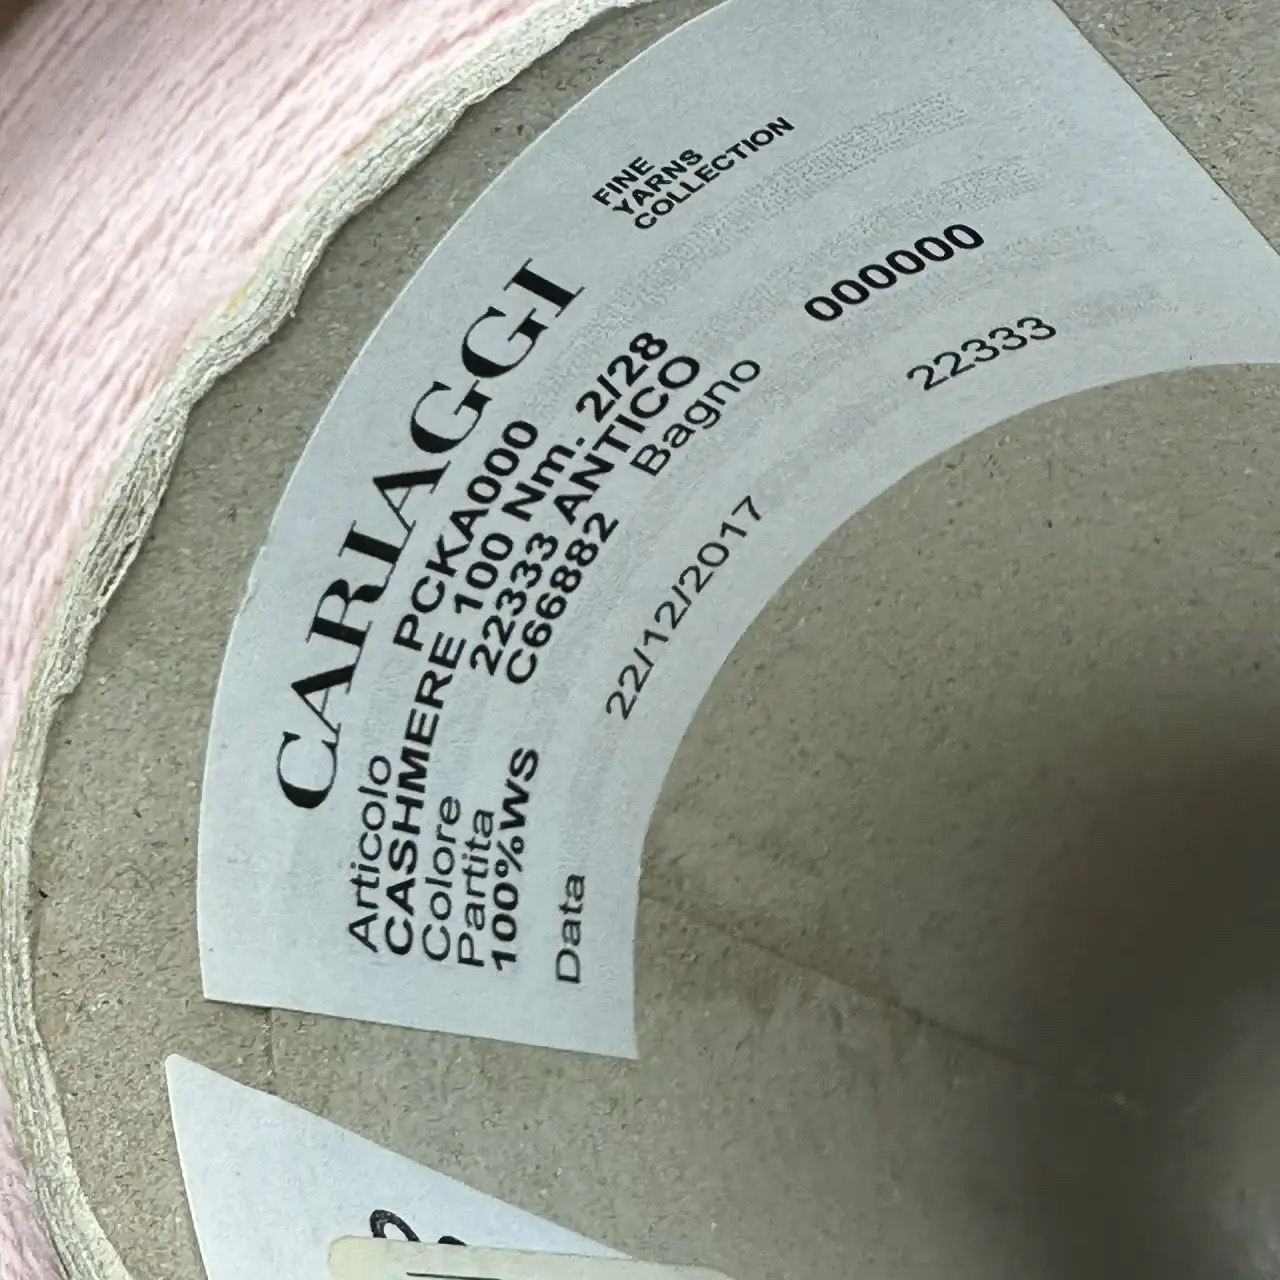 CARIAGGI
FINE
YARNS
COLLECTION
Articolo PCKA000
CASHMERE 100 Nm. 2/28
Colore 22333 ANTICO
Partita C66882 Bagno 000000
100%WS
Data 22/12/2017 22333